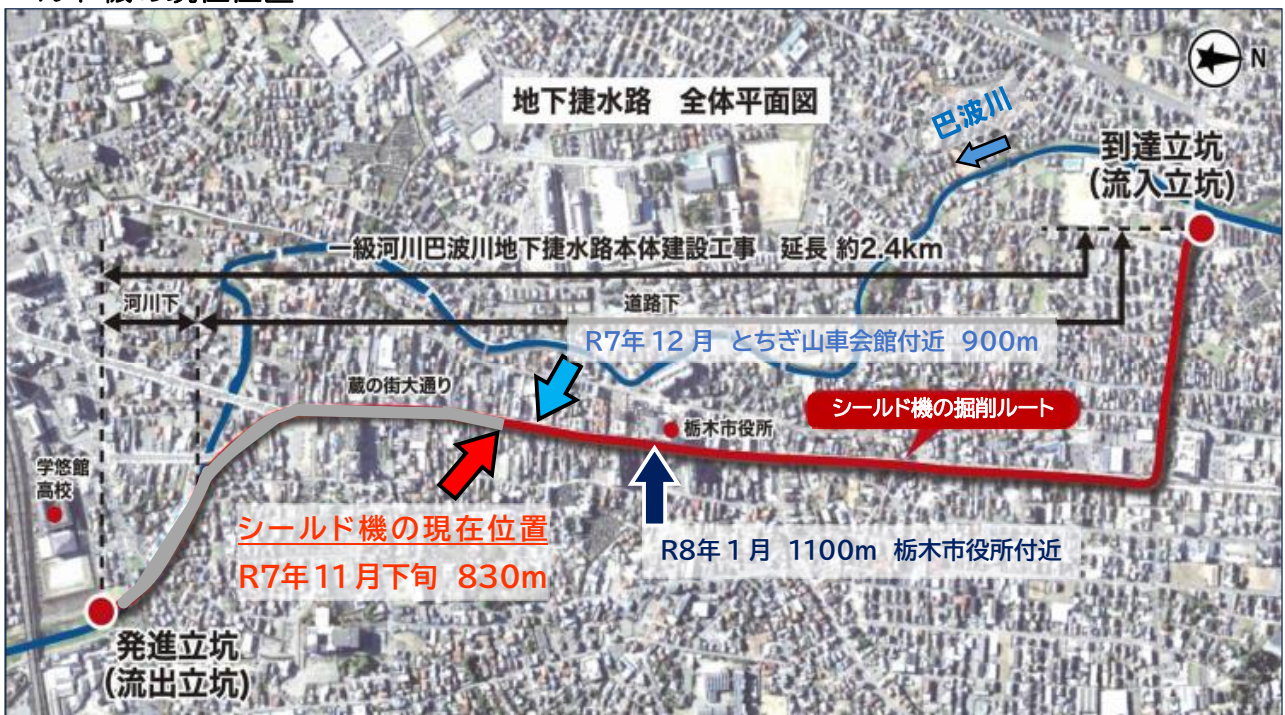 地下捷水路　全体平面図
N
巴波川
到達立坑
(流入立坑)
一級河川巴波川地下捷水路本体建設工事　延長 約2.4km
河川下
道路下
R7年 12 月 とちぎ山車会館付近 900m
蔵の街大通り
シールド機の掘削ルート
栃木市役所
学悠館
高校
シールド機の現在位置
R7年 11 月下旬 830m
R8年 1 月 1100m 栃木市役所付近
発進立坑
(流出立坑)